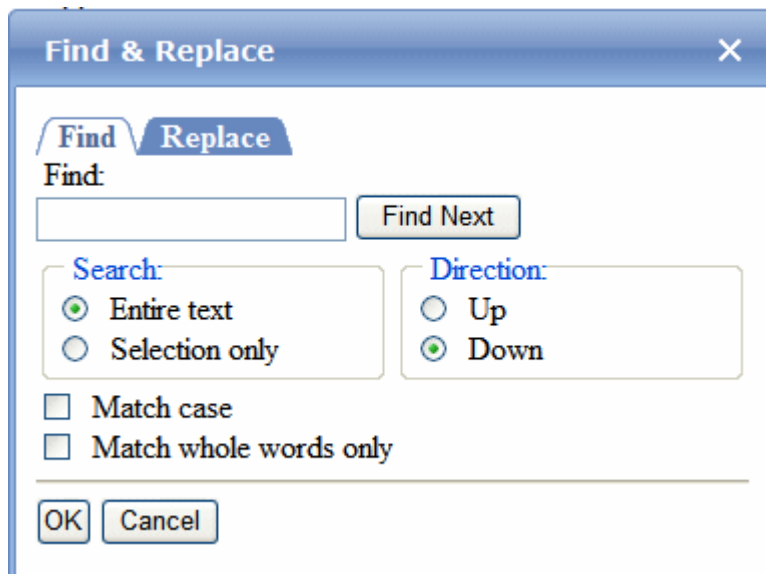 Find & Replace
Find Replace
Find:
Find Next
Search: Direction:
Entire text Up
Selection only Down
Match case
Match whole words only
OK Cancel